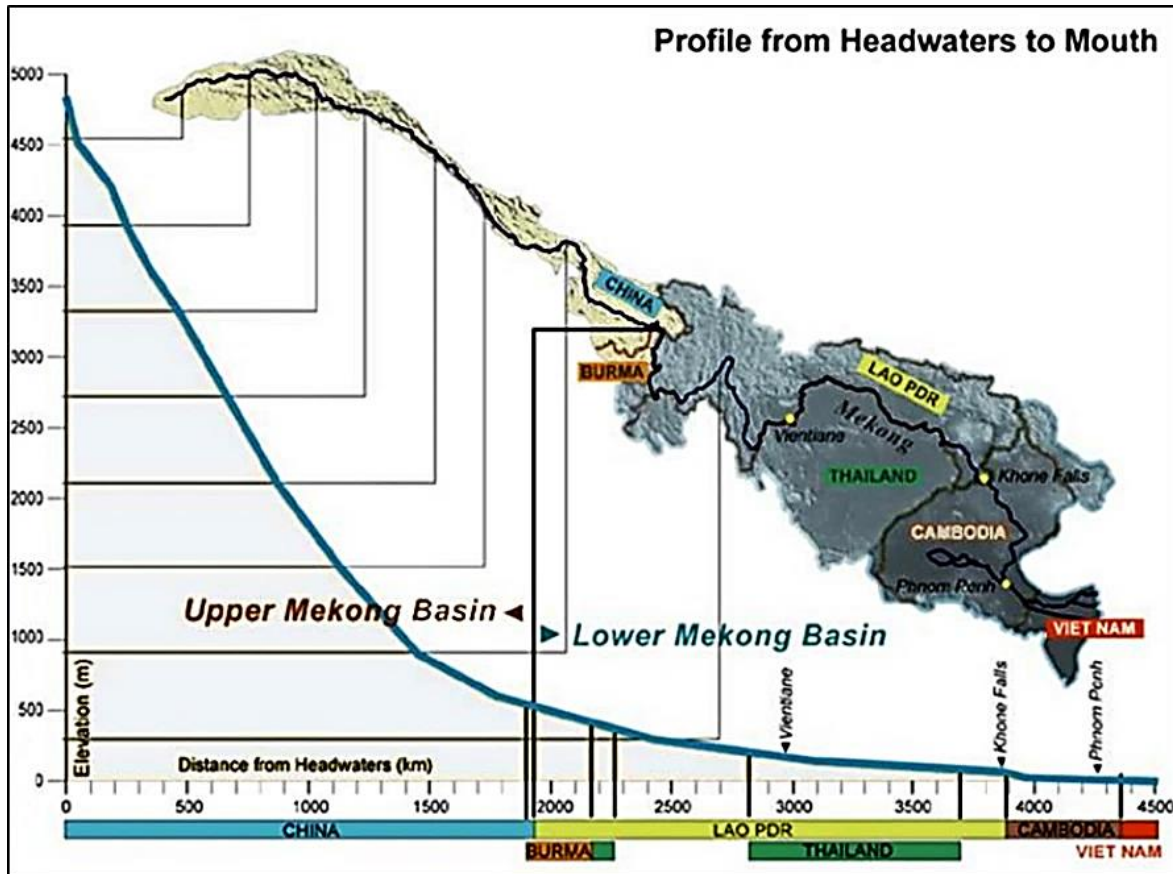 Profile from Headwaters to Mouth
5000
4500
4000
3500
3000
2500
2000
1500
1000
500
0
Elevation (m)
CHINA
BURMA
LAO PDR
Vientiane
Mekong
THAILAND
Khone Falls
CAMBODIA
Phnom Penh
VIET NAM
Upper Mekong Basin
Lower Mekong Basin
Vientiane
Khone Falls
Phnom Penh
Distance from Headwaters (km)
0 500 1000 1500 2000 2500 3000 3500 4000 4500
CHINA LAO PDR CAMBODIA
BURMA THAILAND VIET NAM